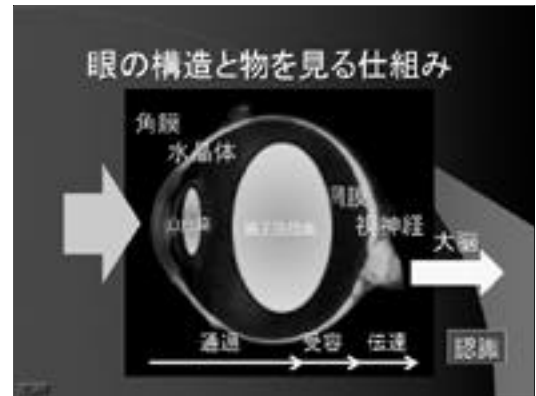 眼の構造と物を見る仕組み
角膜
水晶体
網膜
視神経
大脳
通過
受容
伝達
認識